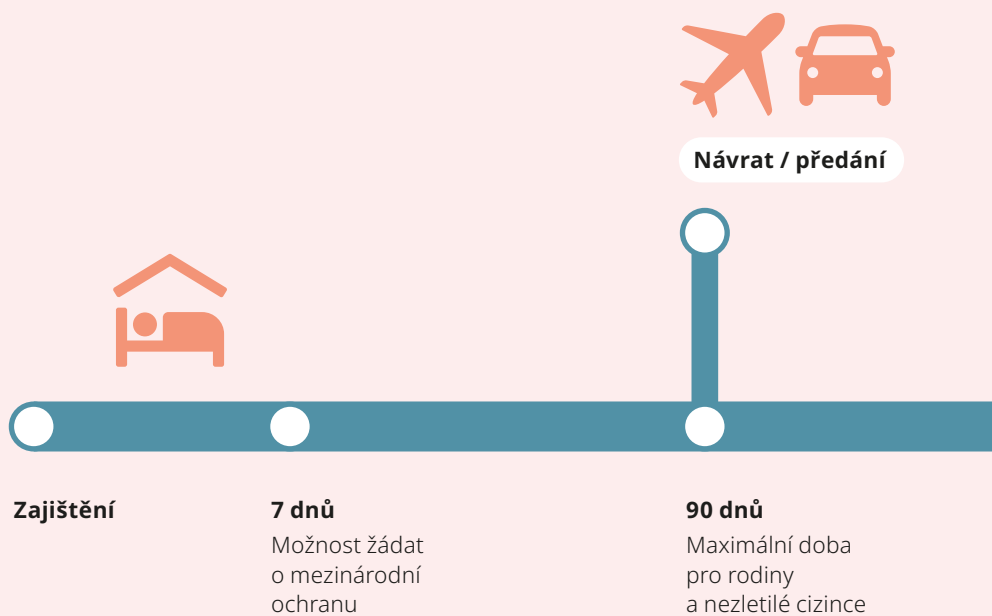 Návrat / předání
Zajištění
7 dnů
Možnost žádat
o mezinárodní
ochranu
90 dnů
Maximální doba
pro rodiny
a nezletilé cizince